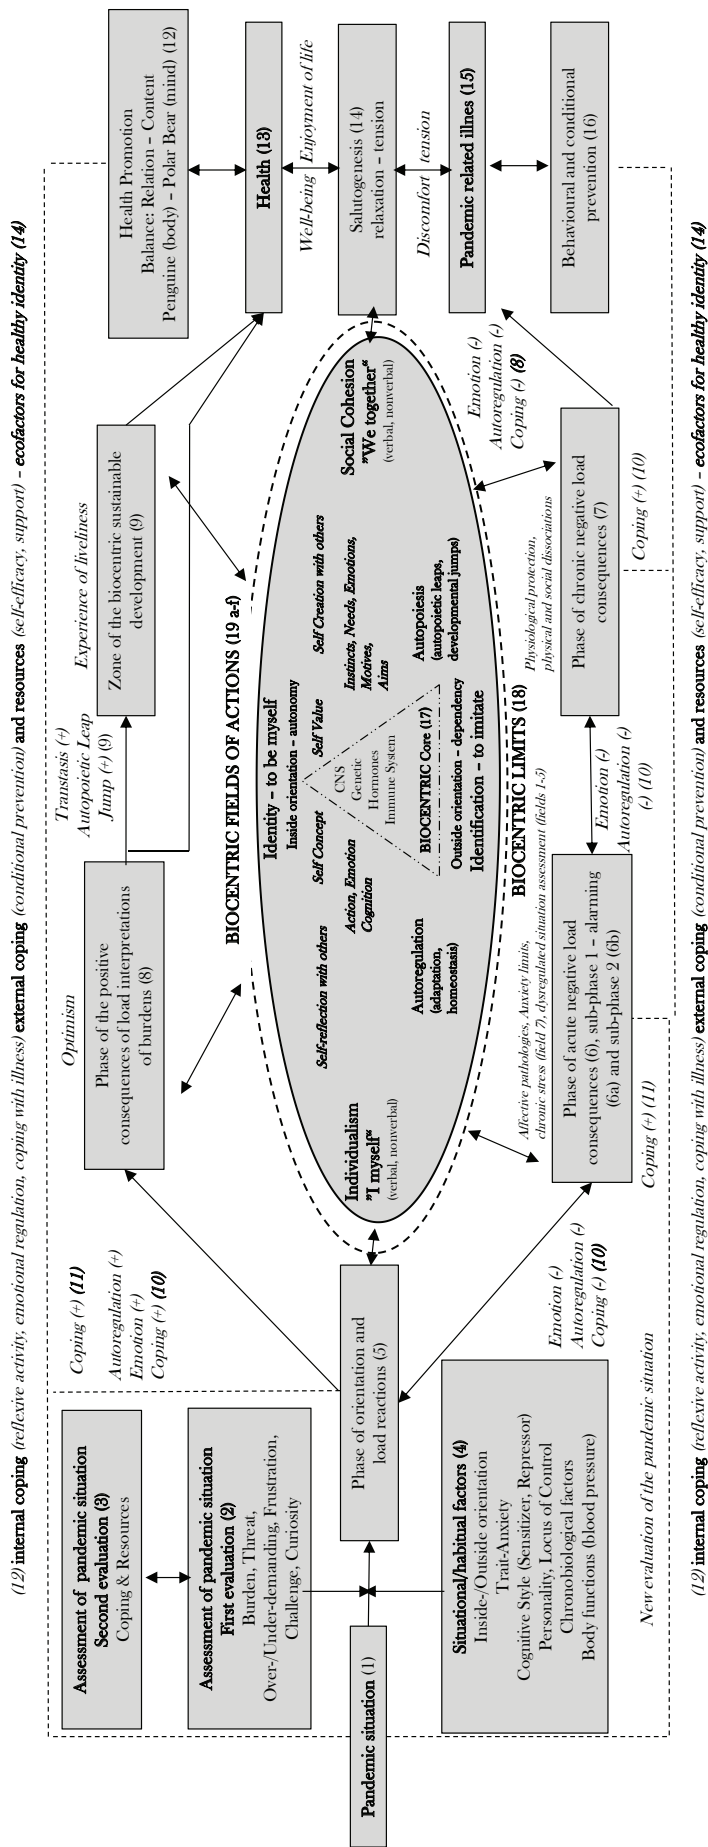 (12) internal coping (reflexive activity, emotional regulation, coping with illness) external coping (conditional prevention) and resources (self-efficacy, support) – ecofactors for healthy identity (14)
Assessment of pandemic situation
Second evaluation (3)
Coping & Resources
Assessment of pandemic situation
First evaluation (2)
Burden, Threat,
Over-/Under-demanding, Frustration,
Challenge, Curiosity
Pandemic situation (1)
Situational/habitual factors (4)
Inside-/Outside orientation
Trait-Anxiety
Cognitive Style (Sensitizer, Repressor)
Personality, Locus of Control
Chronobiological factors
Body functions (blood pressure)
New evaluation of the pandemic situation
Coping (+) (11)
Autoregulation (+)
Emotion (+)
Coping (+) (10)
Phase of orientation and
load reactions (5)
Emotion (-)
Autoregulation (-)
Coping (-) (10)
Optimism
Phase of the positive
consequences of load interpretations
of burdens (8)
Transtasis (+)
Autopoietic Leap
Jump (+) (9)
Experience of liveliness
Zone of the biocentric sustainable
development (9)
BIOCENTRIC FIELDS OF ACTIONS (19 a-f)
Identity – to be myself
Inside orientation – autonomy
Self-reflection with others
Self Concept
Self Value
Self Creation with others
Action, Emotion
Cognition
CNS
Genetic
Hormones
Immune System
Instincts, Needs, Emotions,
Motives,
Aims
Individualism
”I myself“
(verbal, nonverbal)
Social Cohesion
”We together“
(verbal, nonverbal)
Autoregulation
(adaptation,
homeostasis)
BIOCENTRIC Core (17)
Autopoiesis
(autopoietic leaps,
developmental jumps)
Outside orientation – dependency
Identification – to imitate
BIOCENTRIC LIMITS (18)
Affective pathologies, Anxiety limits,
chronic stress (field 7), dysregulated situation assessment (fields 1-5)
Phase of acute negative load
consequences (6), sub-phase 1 – alarming
(6a) and sub-phase 2 (6b)
Coping (+) (11)
Emotion (-)
Autoregulation (-)
(-) (10)
Physiological protection,
physical and social dissociations
Phase of chronic negative load
consequences (7)
Coping (+) (10)
Emotion (-)
Autoregulation (-)
Coping (-) (8)
Health Promotion
Balance: Relation – Content
Penguine (body) – Polar Bear (mind) (12)
Health (13)
Well-being Enjoyment of life
Salutogenesis (14)
relaxation – tension
Discomfort tension
Pandemic related illnes (15)
Behavioural and conditional
prevention (16)
(12) internal coping (reflexive activity, emotional regulation, coping with illness) external coping (conditional prevention) and resources (self-efficacy, support) – ecofactors for healthy identity (14)